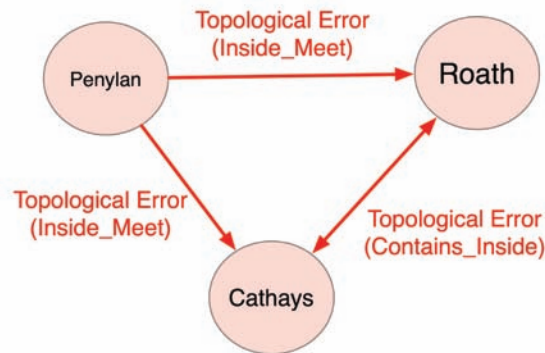 Topological Error
(Inside_Meet)
Penylan
Roath
Topological Error
(Inside_Meet)
Topological Error
(Contains_Inside)
Cathays